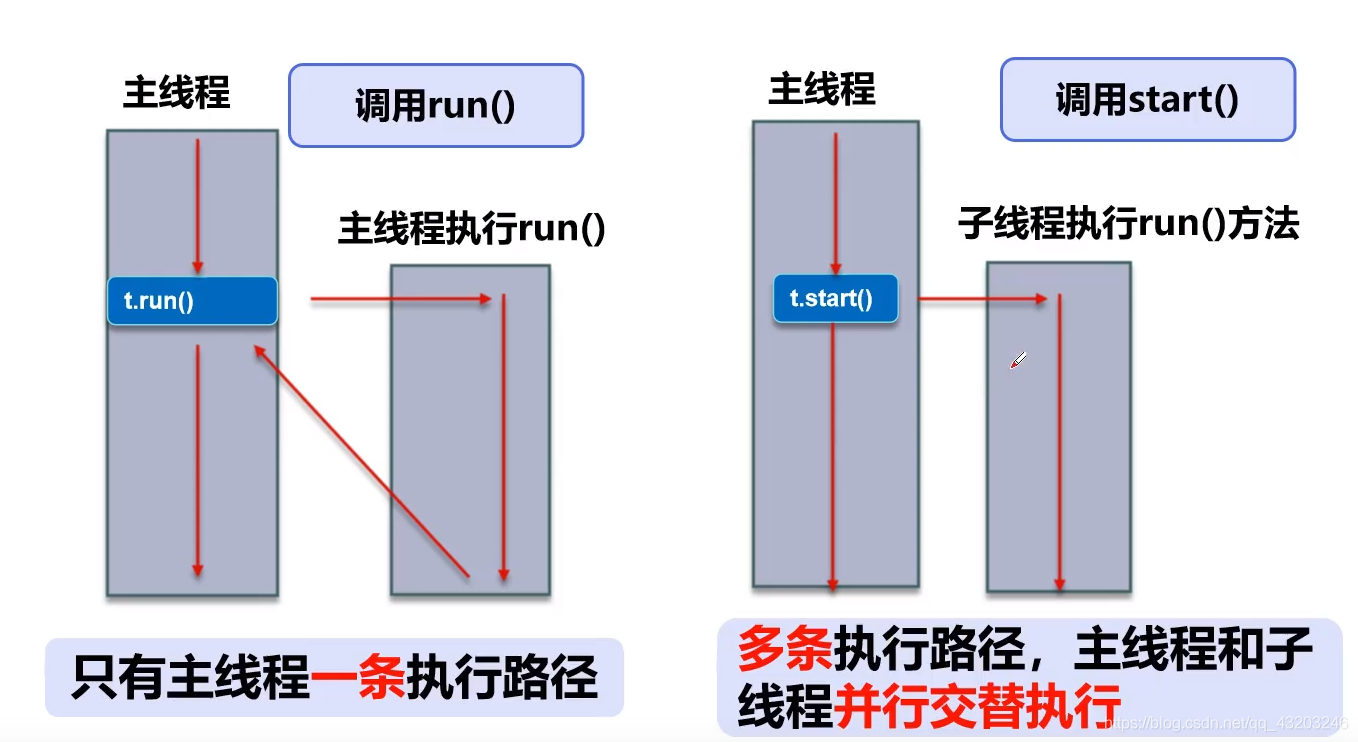 主线程
调用run()
主线程执行run()
t.run()
只有主线程一条执行路径
主线程
调用start()
子线程执行run()方法
t.start()
多条执行路径，主线程和子
线程并行交替执行
https://blog.csdn.net/qq_43203246